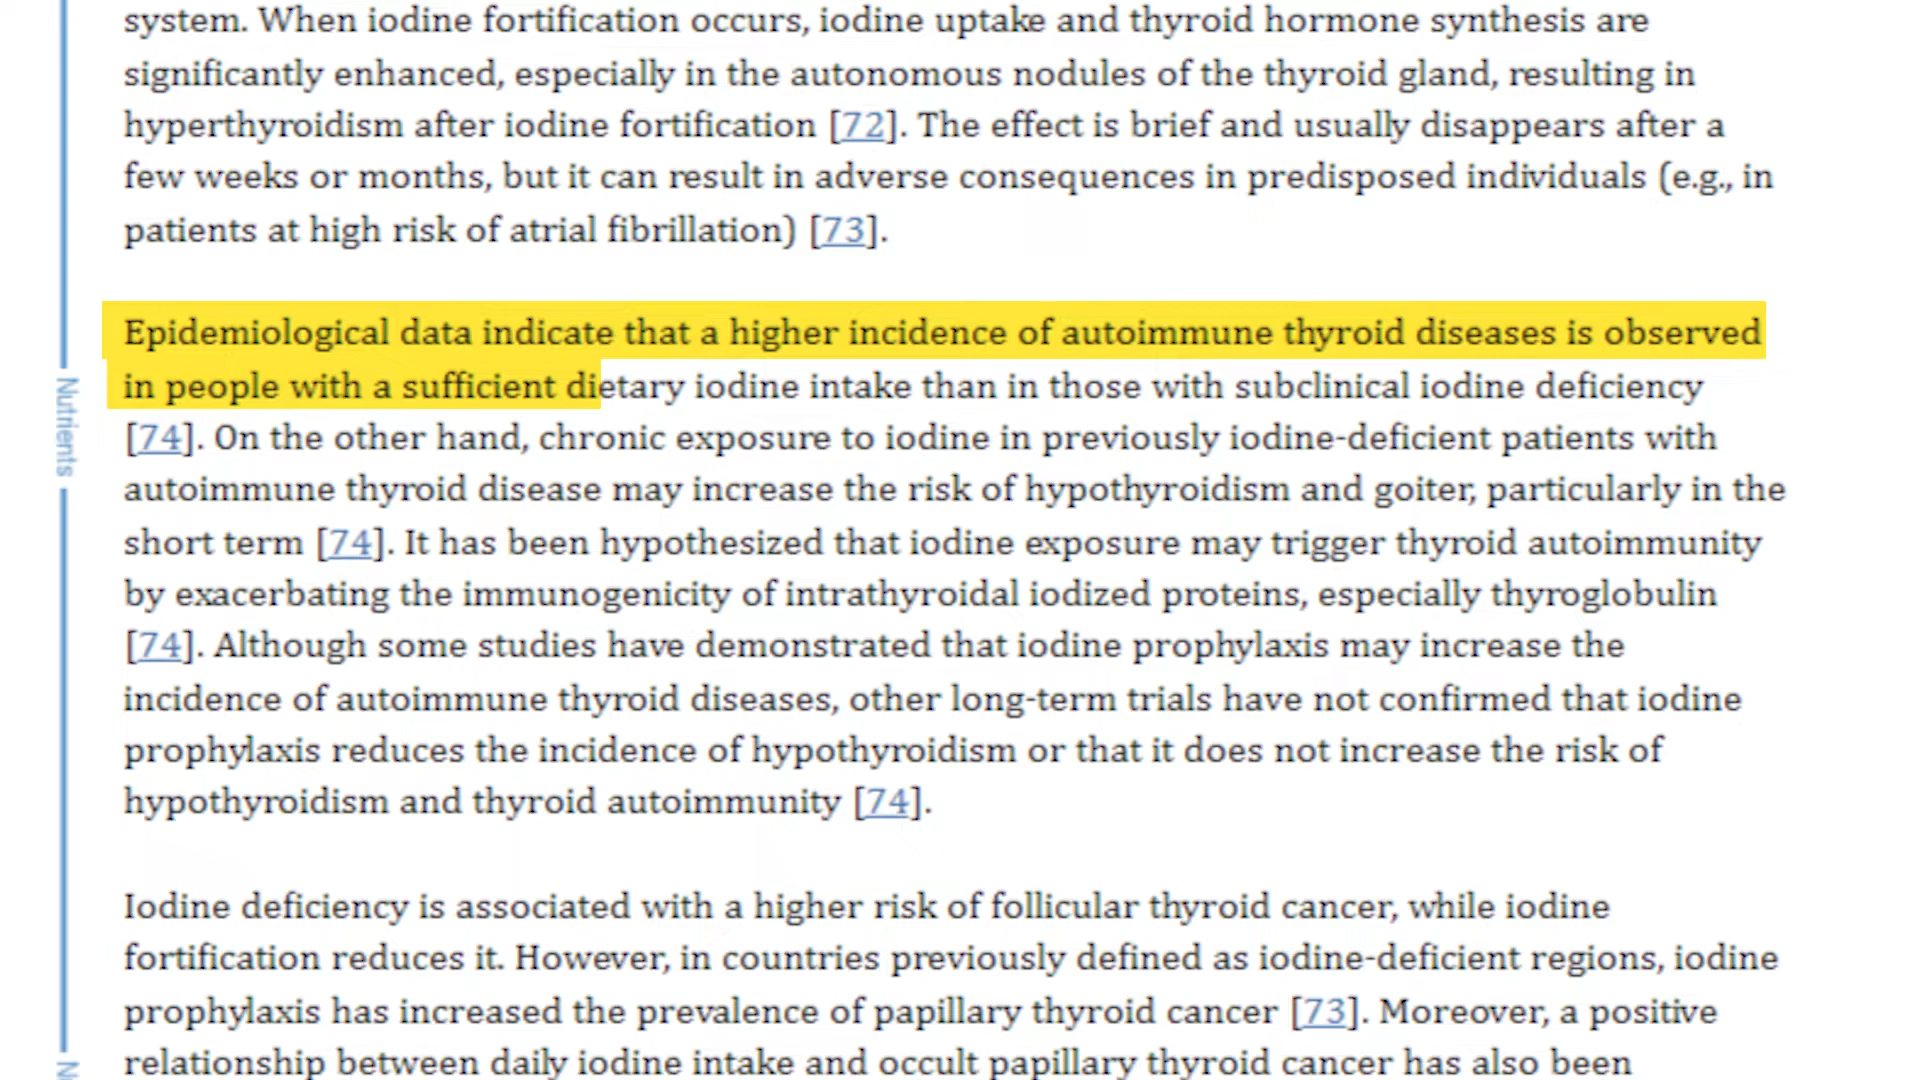 system. When iodine fortification occurs, iodine uptake and thyroid hormone synthesis are
significantly enhanced, especially in the autonomous nodules of the thyroid gland, resulting in
hyperthyroidism after iodine fortification [72]. The effect is brief and usually disappears after a
few weeks or months, but it can result in adverse consequences in predisposed individuals (e.g., in
patients at high risk of atrial fibrillation) [73].
Epidemiological data indicate that a higher incidence of autoimmune thyroid diseases is observed
in people with a sufficient dietary iodine intake than in those with subclinical iodine deficiency
[74]. On the other hand, chronic exposure to iodine in previously iodine-deficient patients with
autoimmune thyroid disease may increase the risk of hypothyroidism and goiter, particularly in the
short term [74]. It has been hypothesized that iodine exposure may trigger thyroid autoimmunity
by exacerbating the immunogenicity of intrathyroidal iodized proteins, especially thyroglobulin
[74]. Although some studies have demonstrated that iodine prophylaxis may increase the
incidence of autoimmune thyroid diseases, other long-term trials have not confirmed that iodine
prophylaxis reduces the incidence of hypothyroidism or that it does not increase the risk of
hypothyroidism and thyroid autoimmunity [74].
Iodine deficiency is associated with a higher risk of follicular thyroid cancer, while iodine
fortification reduces it. However, in countries previously defined as iodine-deficient regions, iodine
prophylaxis has increased the prevalence of papillary thyroid cancer [73]. Moreover, a positive
relationship between daily iodine intake and occult papillary thyroid cancer has also been
Nutrients